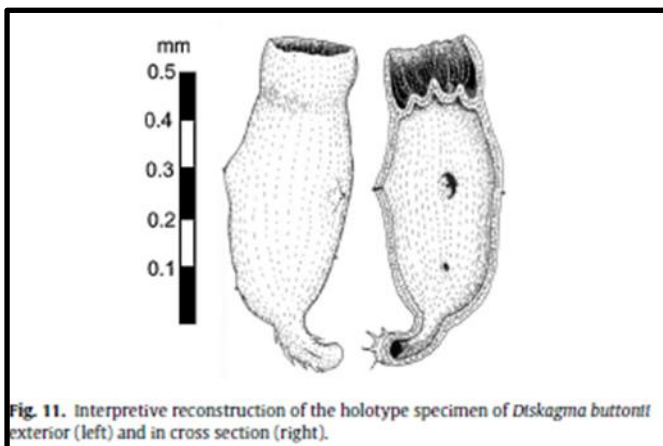 mm
0.5
0.4
0.3
0.2
0.1
Fig. 11. Interpretive reconstruction of the holotype specimen of Diskagma buttonii
exterior (left) and in cross section (right).